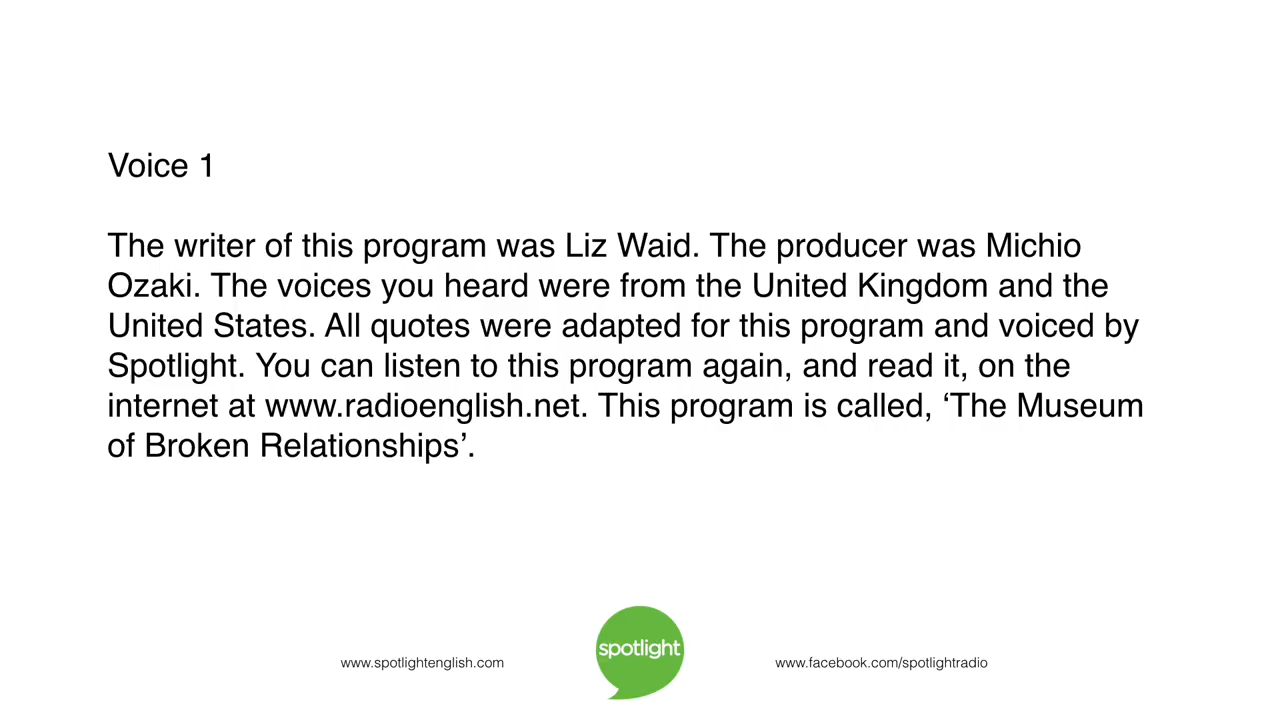 Voice 1
The writer of this program was Liz Waid. The producer was Michio
Ozaki. The voices you heard were from the United Kingdom and the
United States. All quotes were adapted for this program and voiced by
Spotlight. You can listen to this program again, and read it, on the
internet at www.radioenglish.net. This program is called, ‘The Museum
of Broken Relationships’.
www.spotlightenglish.com
spotlight
www.facebook.com/spotlightradio